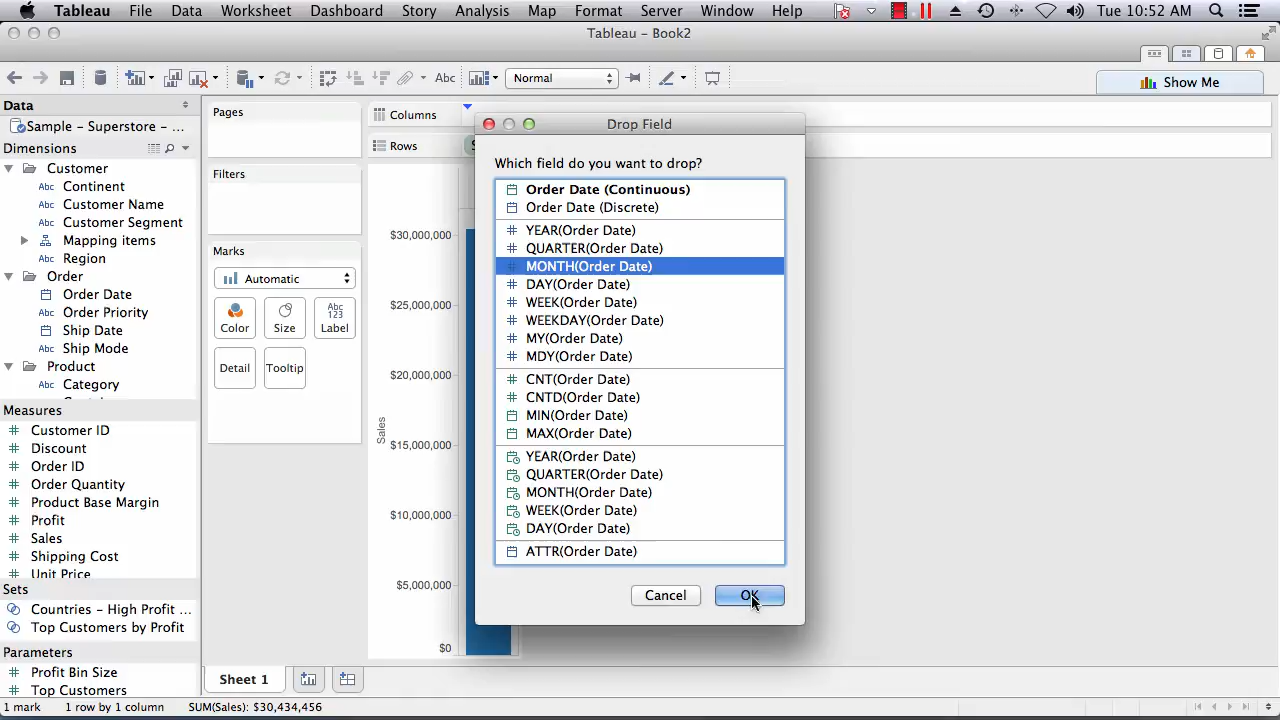 Tableau File Data Worksheet Dashboard Story Analysis Map Format Server Window Help Tue 10:52 AM
Tableau - Book2
Abc Normal Show Me
Data
Sample - Superstore - ...
Dimensions
Customer
Abc Continent
Abc Customer Name
Abc Customer Segment
Mapping items
Abc Region
Order
Order Date
Abc Order Priority
Ship Date
Abc Ship Mode
Product
Abc Category
Measures
Customer ID
Discount
Order ID
Order Quantity
Product Base Margin
Profit
Sales
Shipping Cost
Unit Price
Sets
Countries - High Profit ...
Top Customers by Profit
Parameters
Profit Bin Size
Top Customers
Pages
Filters
Marks
Automatic
Color Size Abc 123 Label
Detail Tooltip
Columns
Rows
Sales
$30,000,000
$25,000,000
$20,000,000
$15,000,000
$10,000,000
$5,000,000
$0
Drop Field
Which field do you want to drop?
Order Date (Continuous)
Order Date (Discrete)
YEAR(Order Date)
QUARTER(Order Date)
MONTH(Order Date)
DAY(Order Date)
WEEK(Order Date)
WEEKDAY(Order Date)
MY(Order Date)
MDY(Order Date)
CNT(Order Date)
CNTD(Order Date)
MIN(Order Date)
MAX(Order Date)
YEAR(Order Date)
QUARTER(Order Date)
MONTH(Order Date)
WEEK(Order Date)
DAY(Order Date)
ATTR(Order Date)
Cancel OK
Sheet 1
1 mark 1 row by 1 column SUM(Sales): $30,434,456